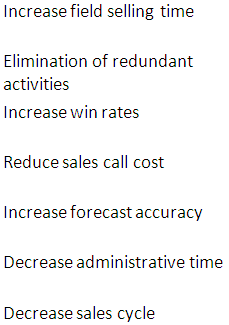 Increase field selling time
Elimination of redundant
activities
Increase win rates
Reduce sales call cost
Increase forecast accuracy
Decrease administrative time
Decrease sales cycle